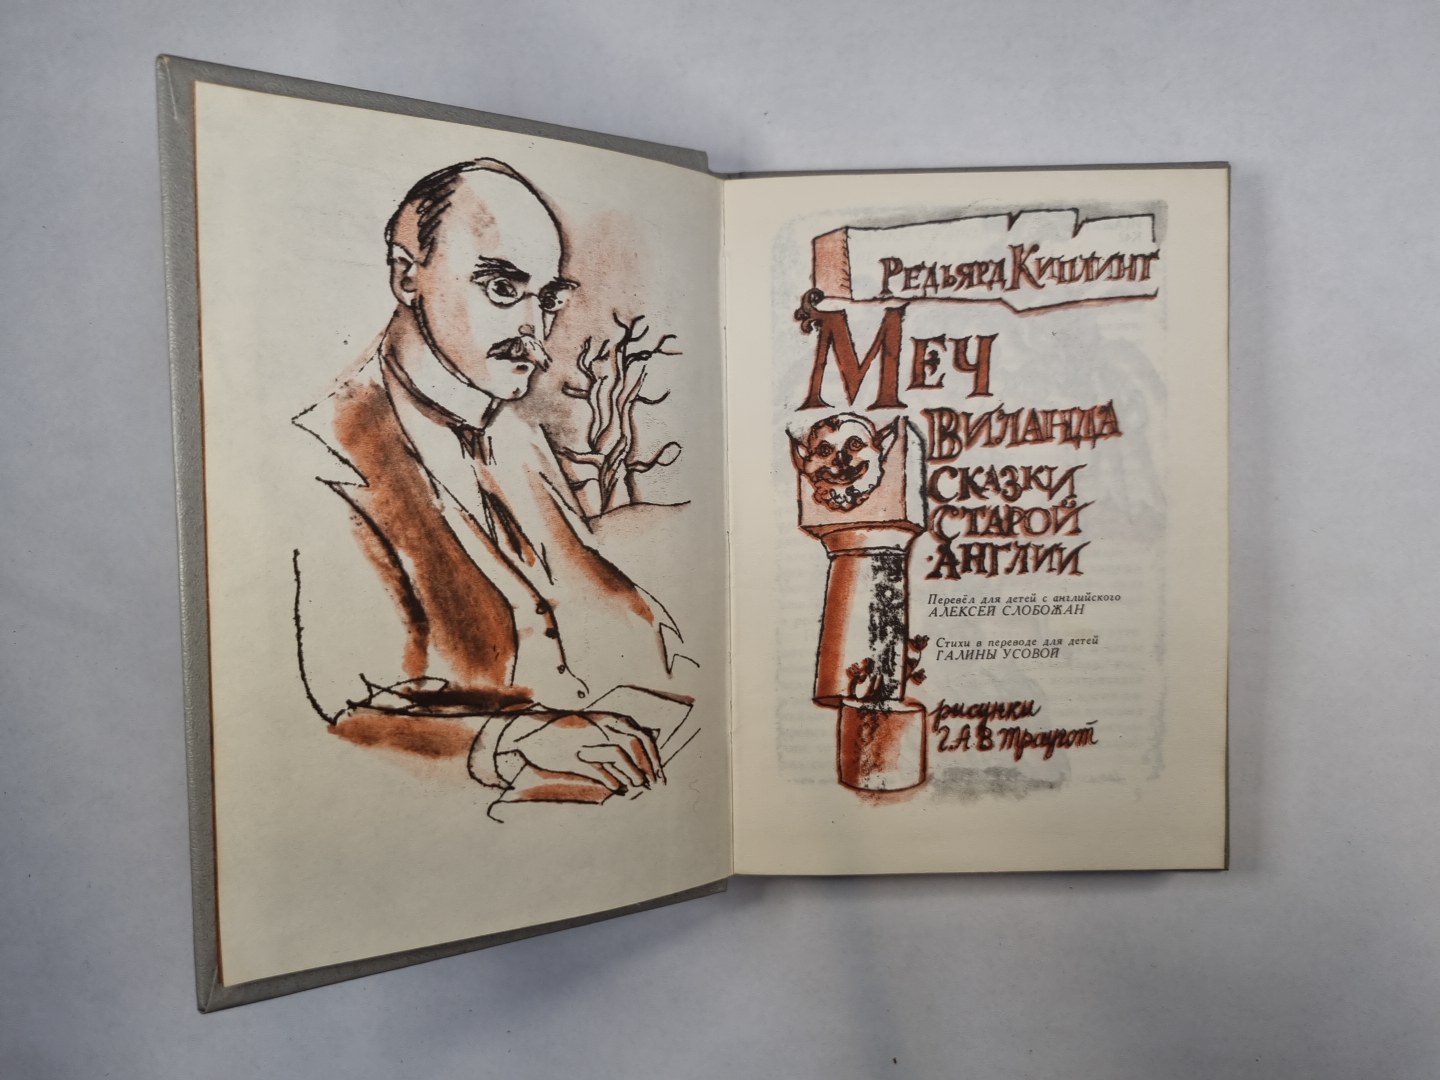 Редьярд Киплинг
Меч
Виланда
сказки
старой
Англии
Перевёл для детей с английского
АЛЕКСЕЙ СЛОБОЖАН
Стихи в переводе для детей
ГАЛИНЫ УСОВОЙ
рисунки
Г. А В Траугот